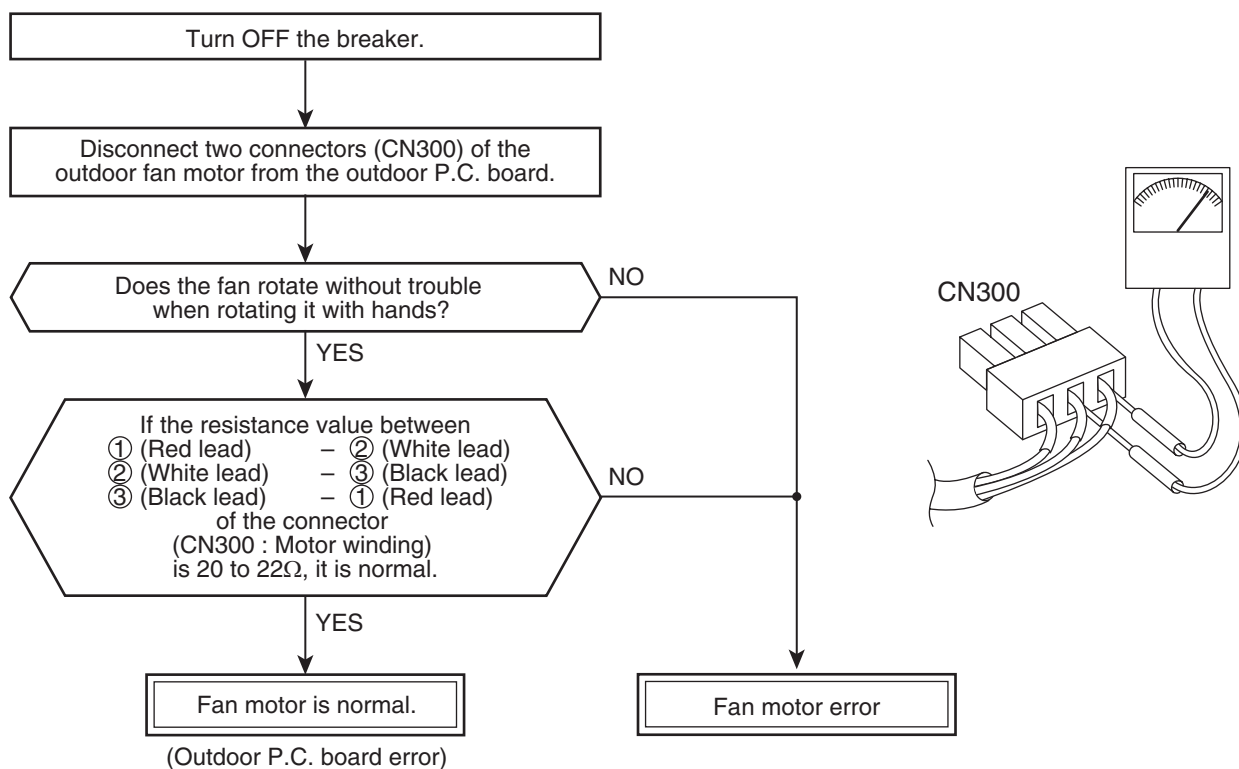 Turn OFF the breaker.
Disconnect two connectors (CN300) of the
outdoor fan motor from the outdoor P.C. board.
Does the fan rotate without trouble
when rotating it with hands?
NO
YES
If the resistance value between
① (Red lead) – ② (White lead)
② (White lead) – ③ (Black lead)
③ (Black lead) – ① (Red lead)
of the connector
(CN300 : Motor winding)
is 20 to 22Ω, it is normal.
NO
YES
Fan motor is normal.
(Outdoor P.C. board error)
Fan motor error
CN300